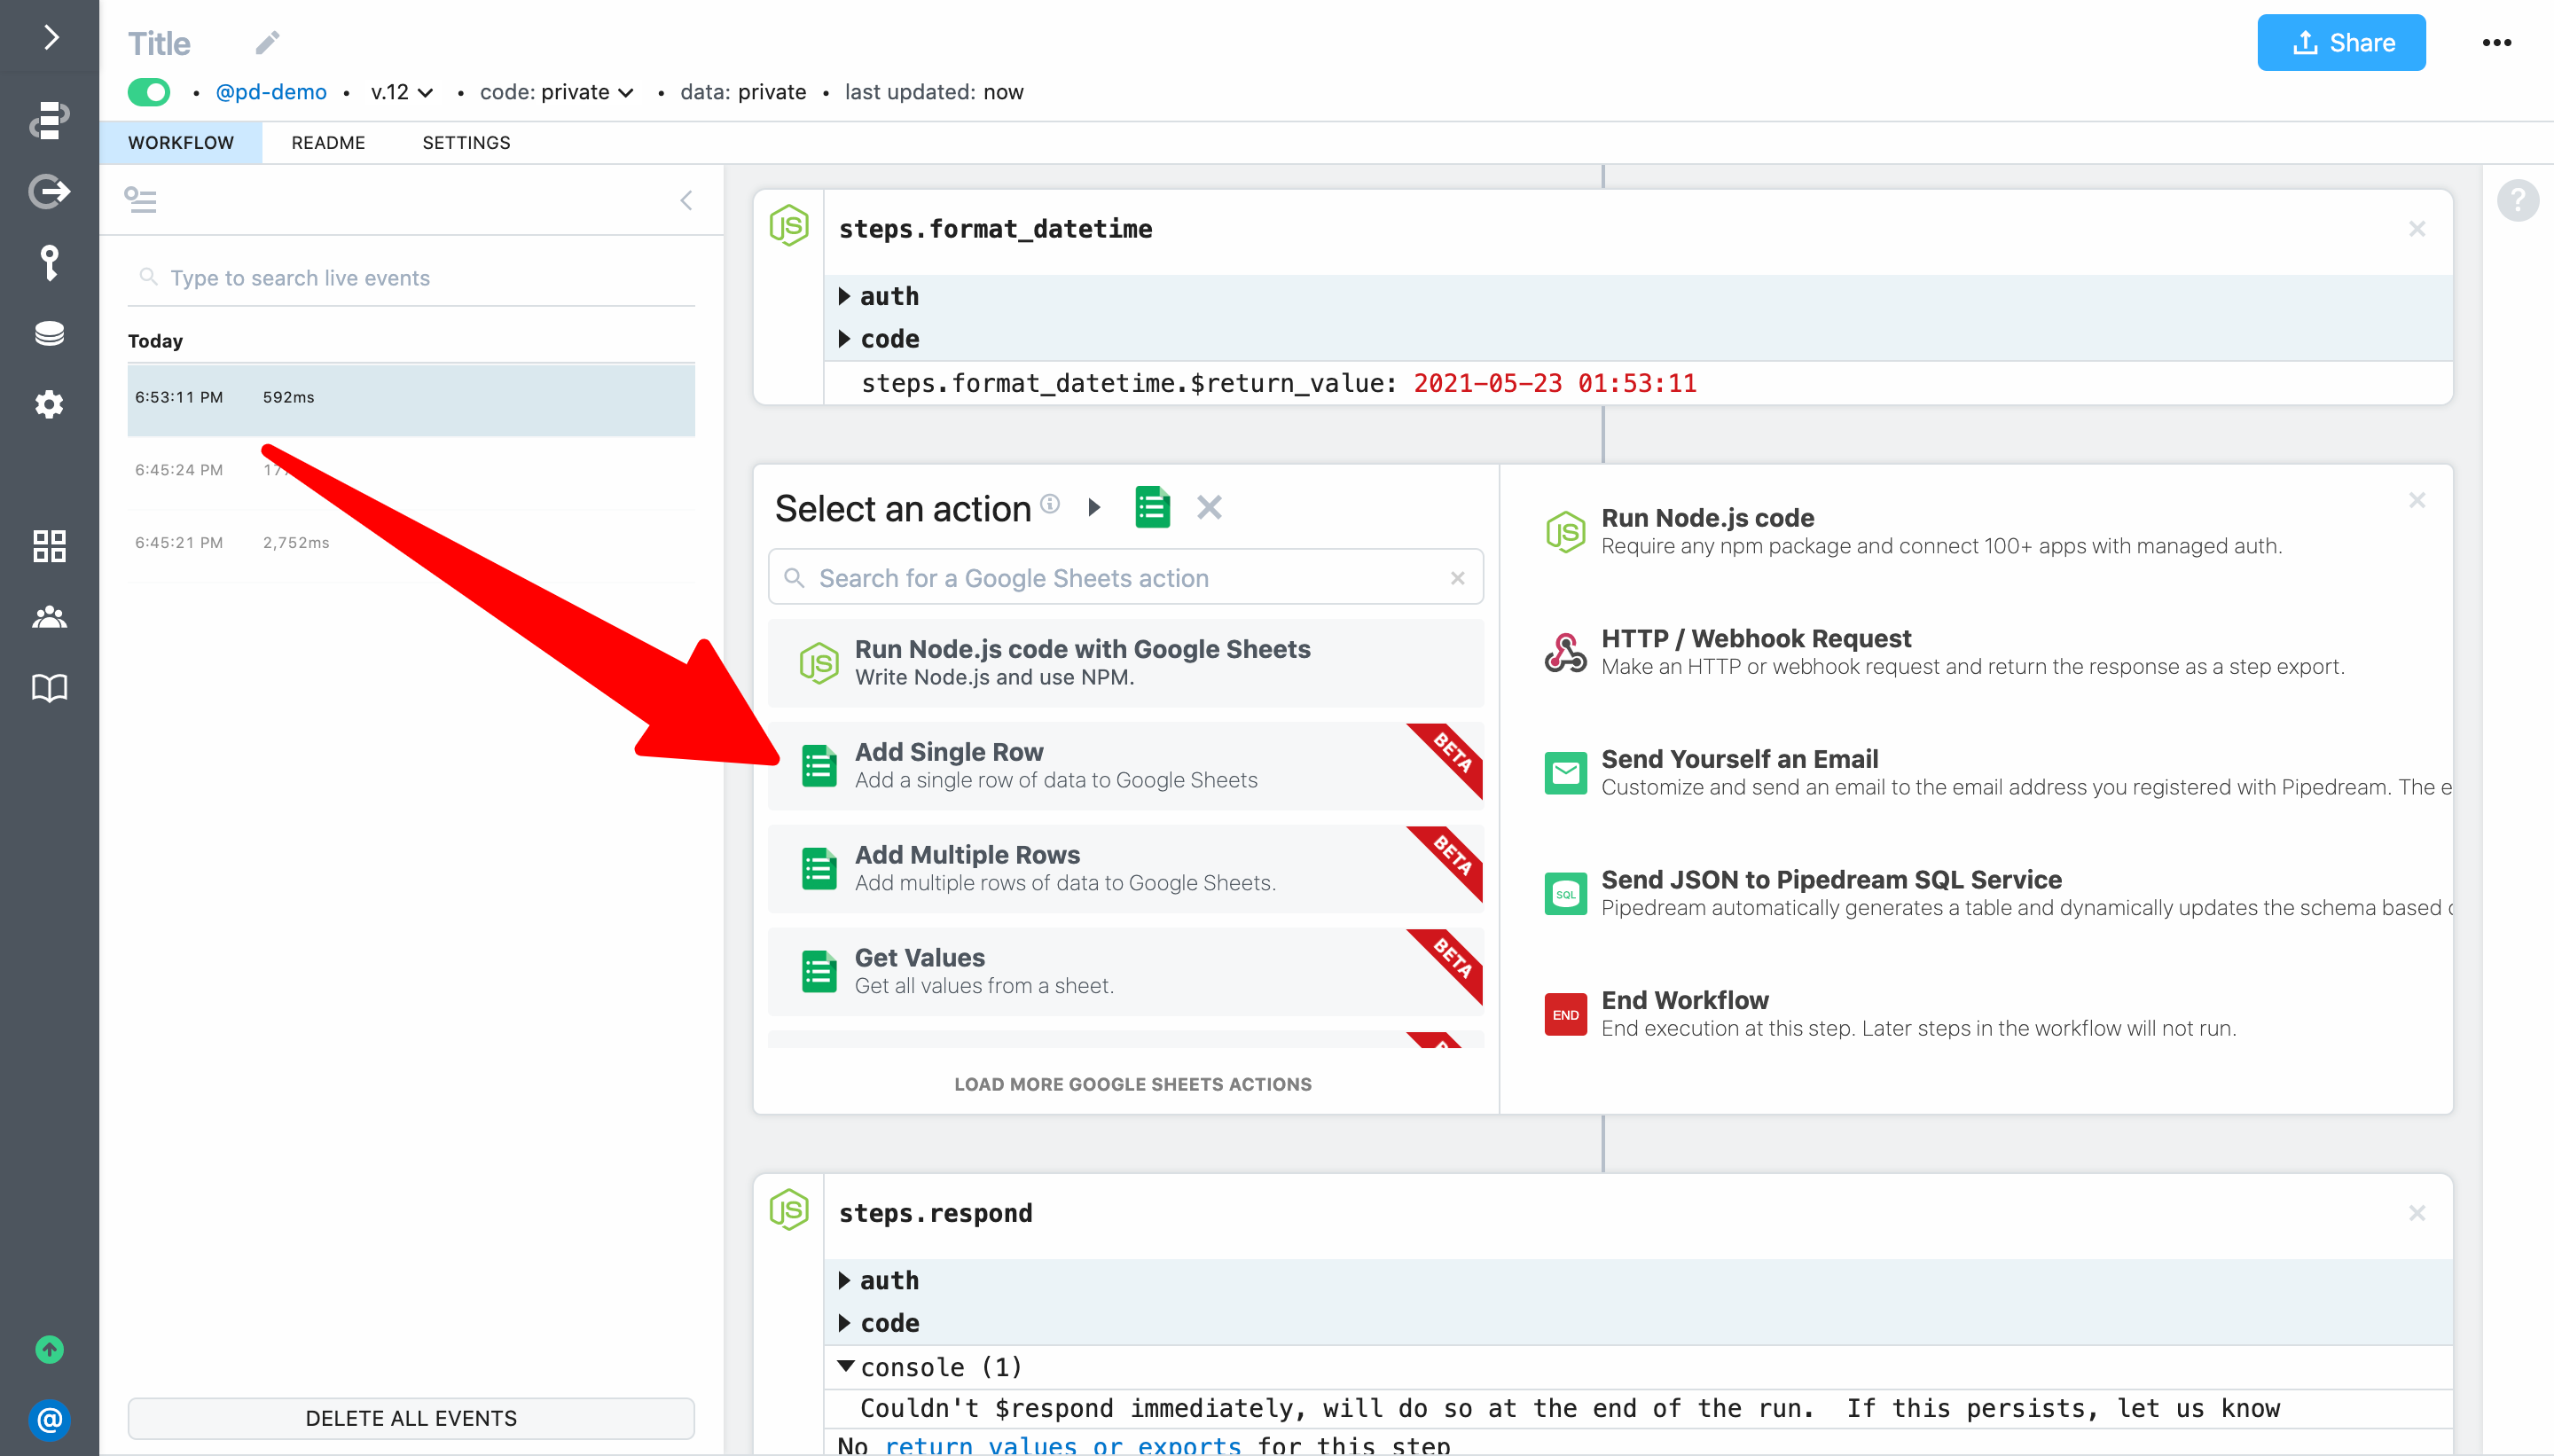 Title
Share
@pd-demo • v.12 • code: private • data: private • last updated: now
WORKFLOW README SETTINGS
Type to search live events
Today
6:53:11 PM 592ms
6:45:24 PM
6:45:21 PM 2,752ms
DELETE ALL EVENTS
JS steps.format_datetime
auth
code
steps.format_datetime.$return_value: 2021-05-23 01:53:11
Select an action
Search for a Google Sheets action
JS Run Node.js code with Google Sheets
Write Node.js and use NPM.
Add Single Row
Add a single row of data to Google Sheets
BETA
Add Multiple Rows
Add multiple rows of data to Google Sheets.
BETA
Get Values
Get all values from a sheet.
BETA
LOAD MORE GOOGLE SHEETS ACTIONS
JS Run Node.js code
Require any npm package and connect 100+ apps with managed auth.
HTTP / Webhook Request
Make an HTTP or webhook request and return the response as a step export.
Send Yourself an Email
Customize and send an email to the email address you registered with Pipedream. The
SQL Send JSON to Pipedream SQL Service
Pipedream automatically generates a table and dynamically updates the schema based
END End Workflow
End execution at this step. Later steps in the workflow will not run.
JS steps.respond
auth
code
console (1)
Couldn't $respond immediately, will do so at the end of the run. If this persists, let us know
No return values or exports for this step